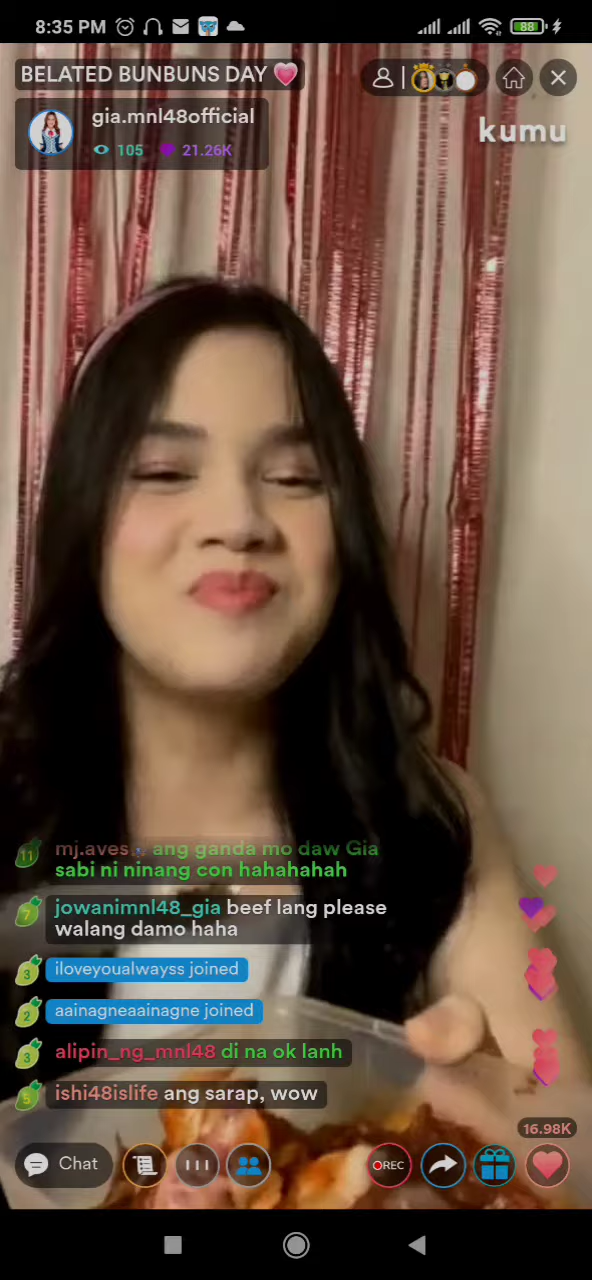 8:35 PM
88
BELATED BUNBUNS DAY
gia.mnl48official
105 21.26K
kumu
11 mj.aves ang ganda mo daw Gia
sabi ni ninang con hahahahah
7 jowanimnl48_gia beef lang please
walang damo haha
3 iloveyoualwayss joined
2 aainagneaainagne joined
3 alipin_ng_mnl48 di na ok lanh
5 ishi48islife ang sarap, wow
16.98K
Chat
REC